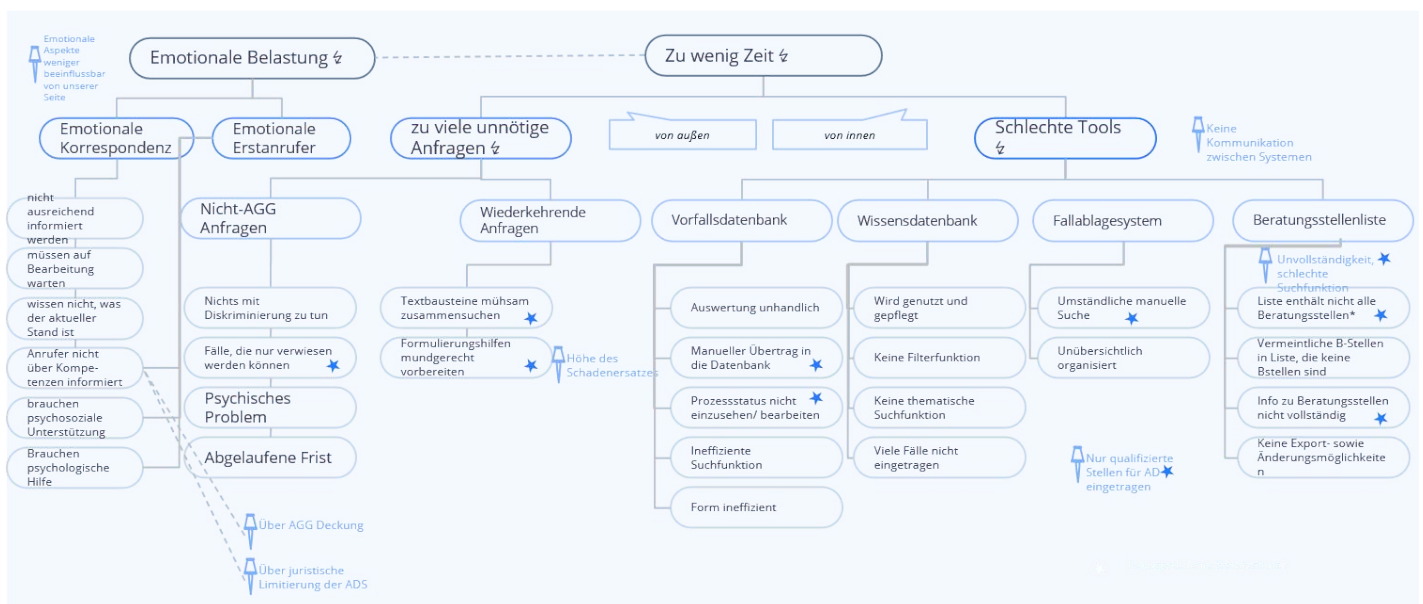 Emotionale
Aspekte
weniger
beeinflussbar
von unserer
Seite
Emotionale Belastung
Zu wenig Zeit
Emotionale
Korrespondenz
Emotionale
Erstanrufer
zu viele unnötige
Anfragen
von außen
von innen
Schlechte Tools
Keine
Kommunikation
zwischen Systemen
nicht
ausreichend
informiert
werden
müssen auf
Bearbeitung
warten
wissen nicht, was
der aktueller
Stand ist
Anrufer nicht
über Kompe-
tenzen informiert
brauchen
psychosoziale
Unterstützung
Brauchen
psychologische
Hilfe
Nicht-AGG
Anfragen
Nichts mit
Diskriminierung zu tun
Fälle, die nur verwiesen
werden können
Psychisches
Problem
Abgelaufene Frist
Über AGG Deckung
Über juristische
Limitierung der ADS
Wiederkehrende
Anfragen
Textbausteine mühsam
zusammensuchen
Formulierungshilfen
mundgerecht
vorbereiten
Höhe des
Schadenersatzes
Vorfallsdatenbank
Auswertung unhandlich
Manueller Übertrag in
die Datenbank
Prozessstatus nicht
einzusehen/ bearbeiten
Ineffiziente
Suchfunktion
Form ineffizient
Wissensdatenbank
Wird genutzt und
gepflegt
Keine Filterfunktion
Keine thematische
Suchfunktion
Viele Fälle nicht
eingetragen
Fallablagesystem
Umständliche manuelle
Suche
Unübersichtlich
organisiert
Nur qualifizierte
Stellen für AD
eingetragen
Beratungsstellenliste
Unvollständigkeit,
schlechte
Suchfunktion
Liste enthält nicht alle
Beratungsstellen*
Vermeintliche B-Stellen
in Liste, die keine
Bstellen sind
Info zu Beratungsstellen
nicht vollständig
Keine Export- sowie
Änderungsmöglichkeite
n